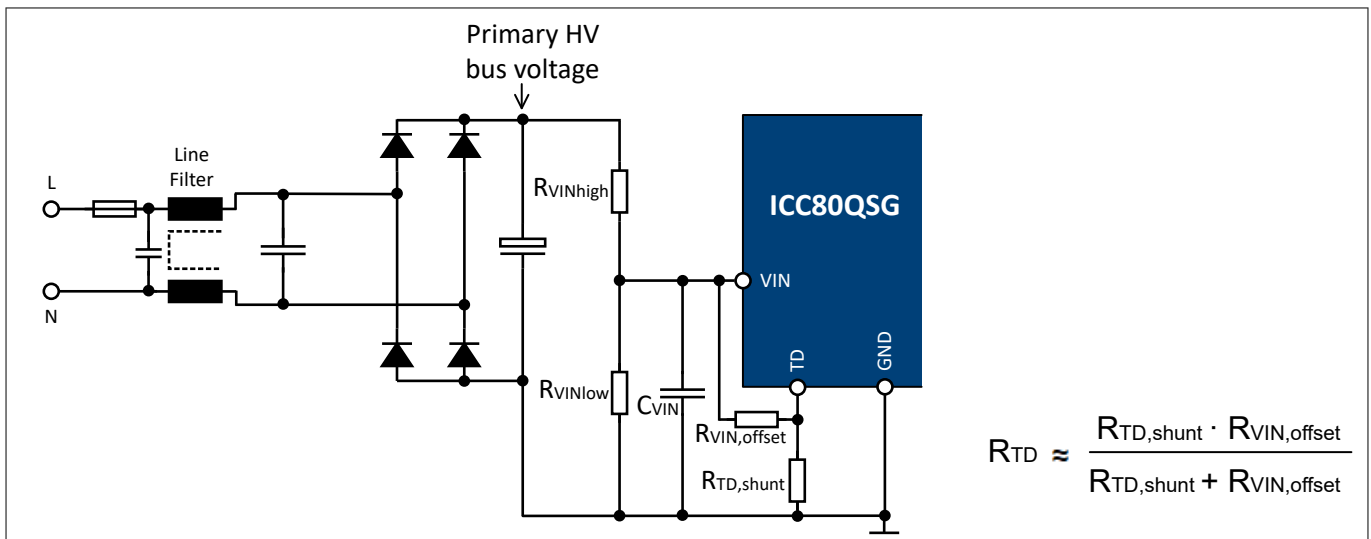 Primary HV
bus voltage
Line
Filter
L
N
RVINhigh
RVINlow
CVIN
ICC80QSG
VIN
TD
GND
RVIN,offset
RTD,shunt
RTD ≈ RTD,shunt · RVIN,offset
RTD,shunt + RVIN,offset